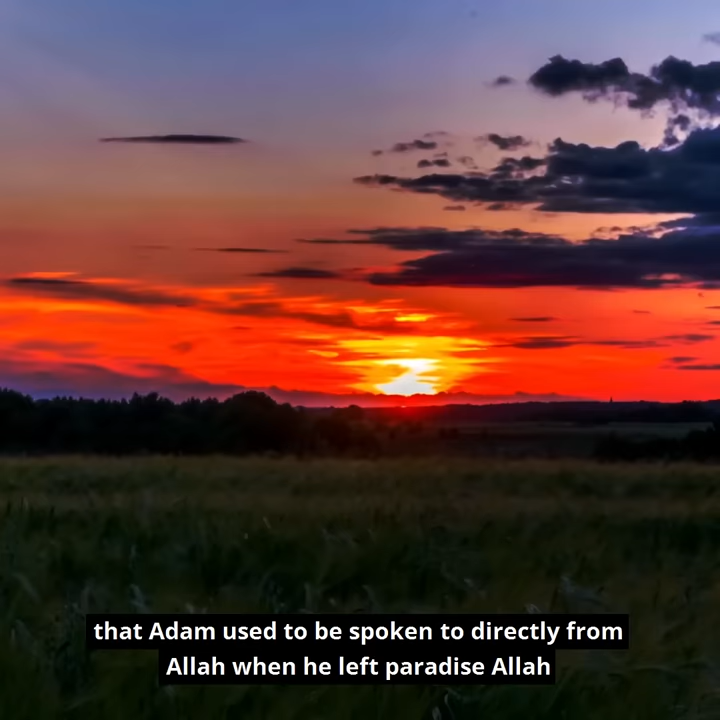 that Adam used to be spoken to directly from
Allah when he left paradise Allah